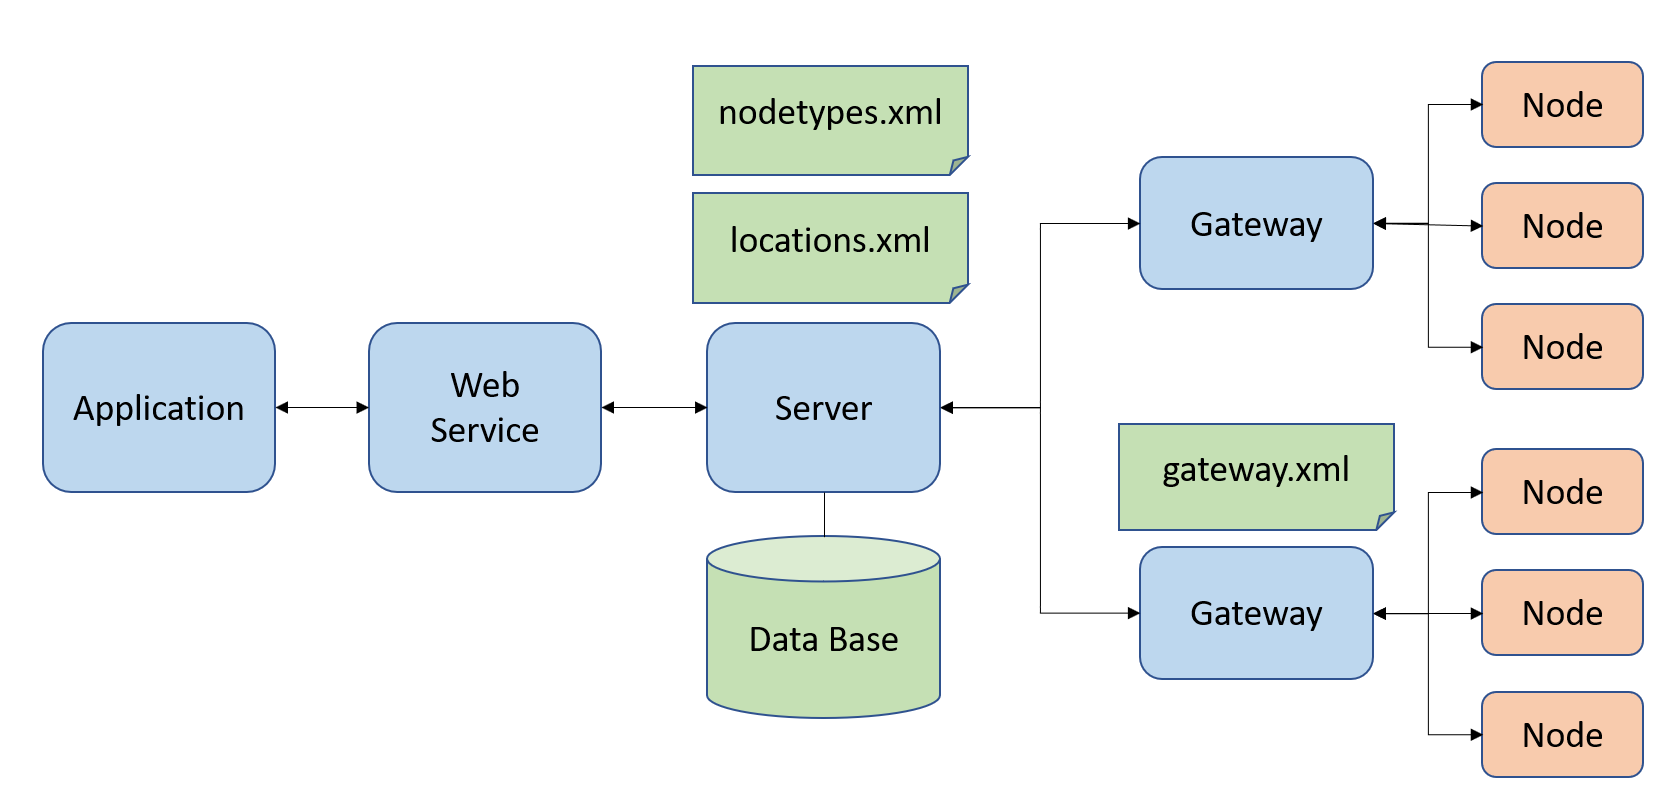 nodetypes.xml
locations.xml
Application
Web
Service
Server
Data Base
Gateway
gateway.xml
Gateway
Node
Node
Node
Node
Node
Node